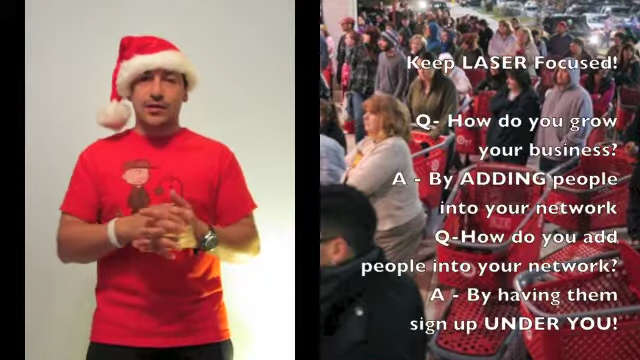 Keep LASER Focused!
Q- How do you grow
your business?
A - By ADDING people
into your network
Q-How do you add
people into your network?
A - By having them
sign up UNDER YOU!